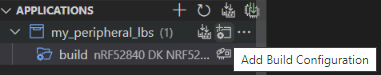 APPLICATIONS
my_peripheral_lbs
build nRF52840 DK NRF52...
Add Build Configuration